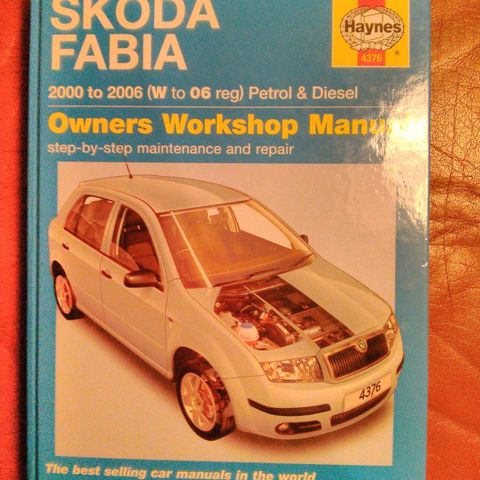 SKODA
FABIA
Haynes
4376
2000 to 2006 (W to 06 reg) Petrol & Diesel
Owners Workshop Manual
step-by-step maintenance and repair
4376
The best selling car manuals in the world